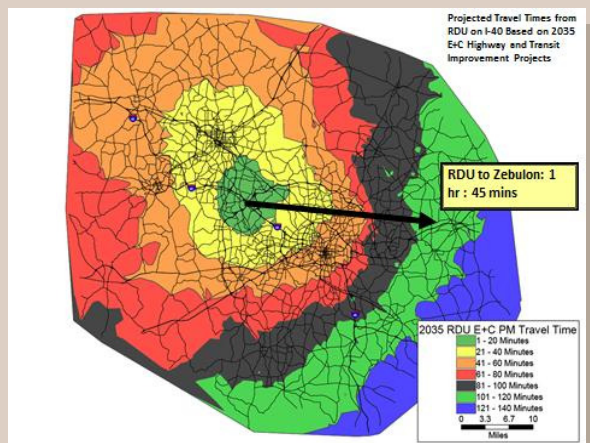 Projected Travel Times from
RDU on I-40 Based on 2035
E+C Highway and Transit
Improvement Projects
RDU to Zebulon: 1
hr : 45 mins
2035 RDU E+C PM Travel Time
1 - 20 Minutes
21 - 40 Minutes
41 - 60 Minutes
61 - 80 Minutes
81 - 100 Minutes
101 - 120 Minutes
121 - 140 Minutes
0 3.3 6.7 10
Miles